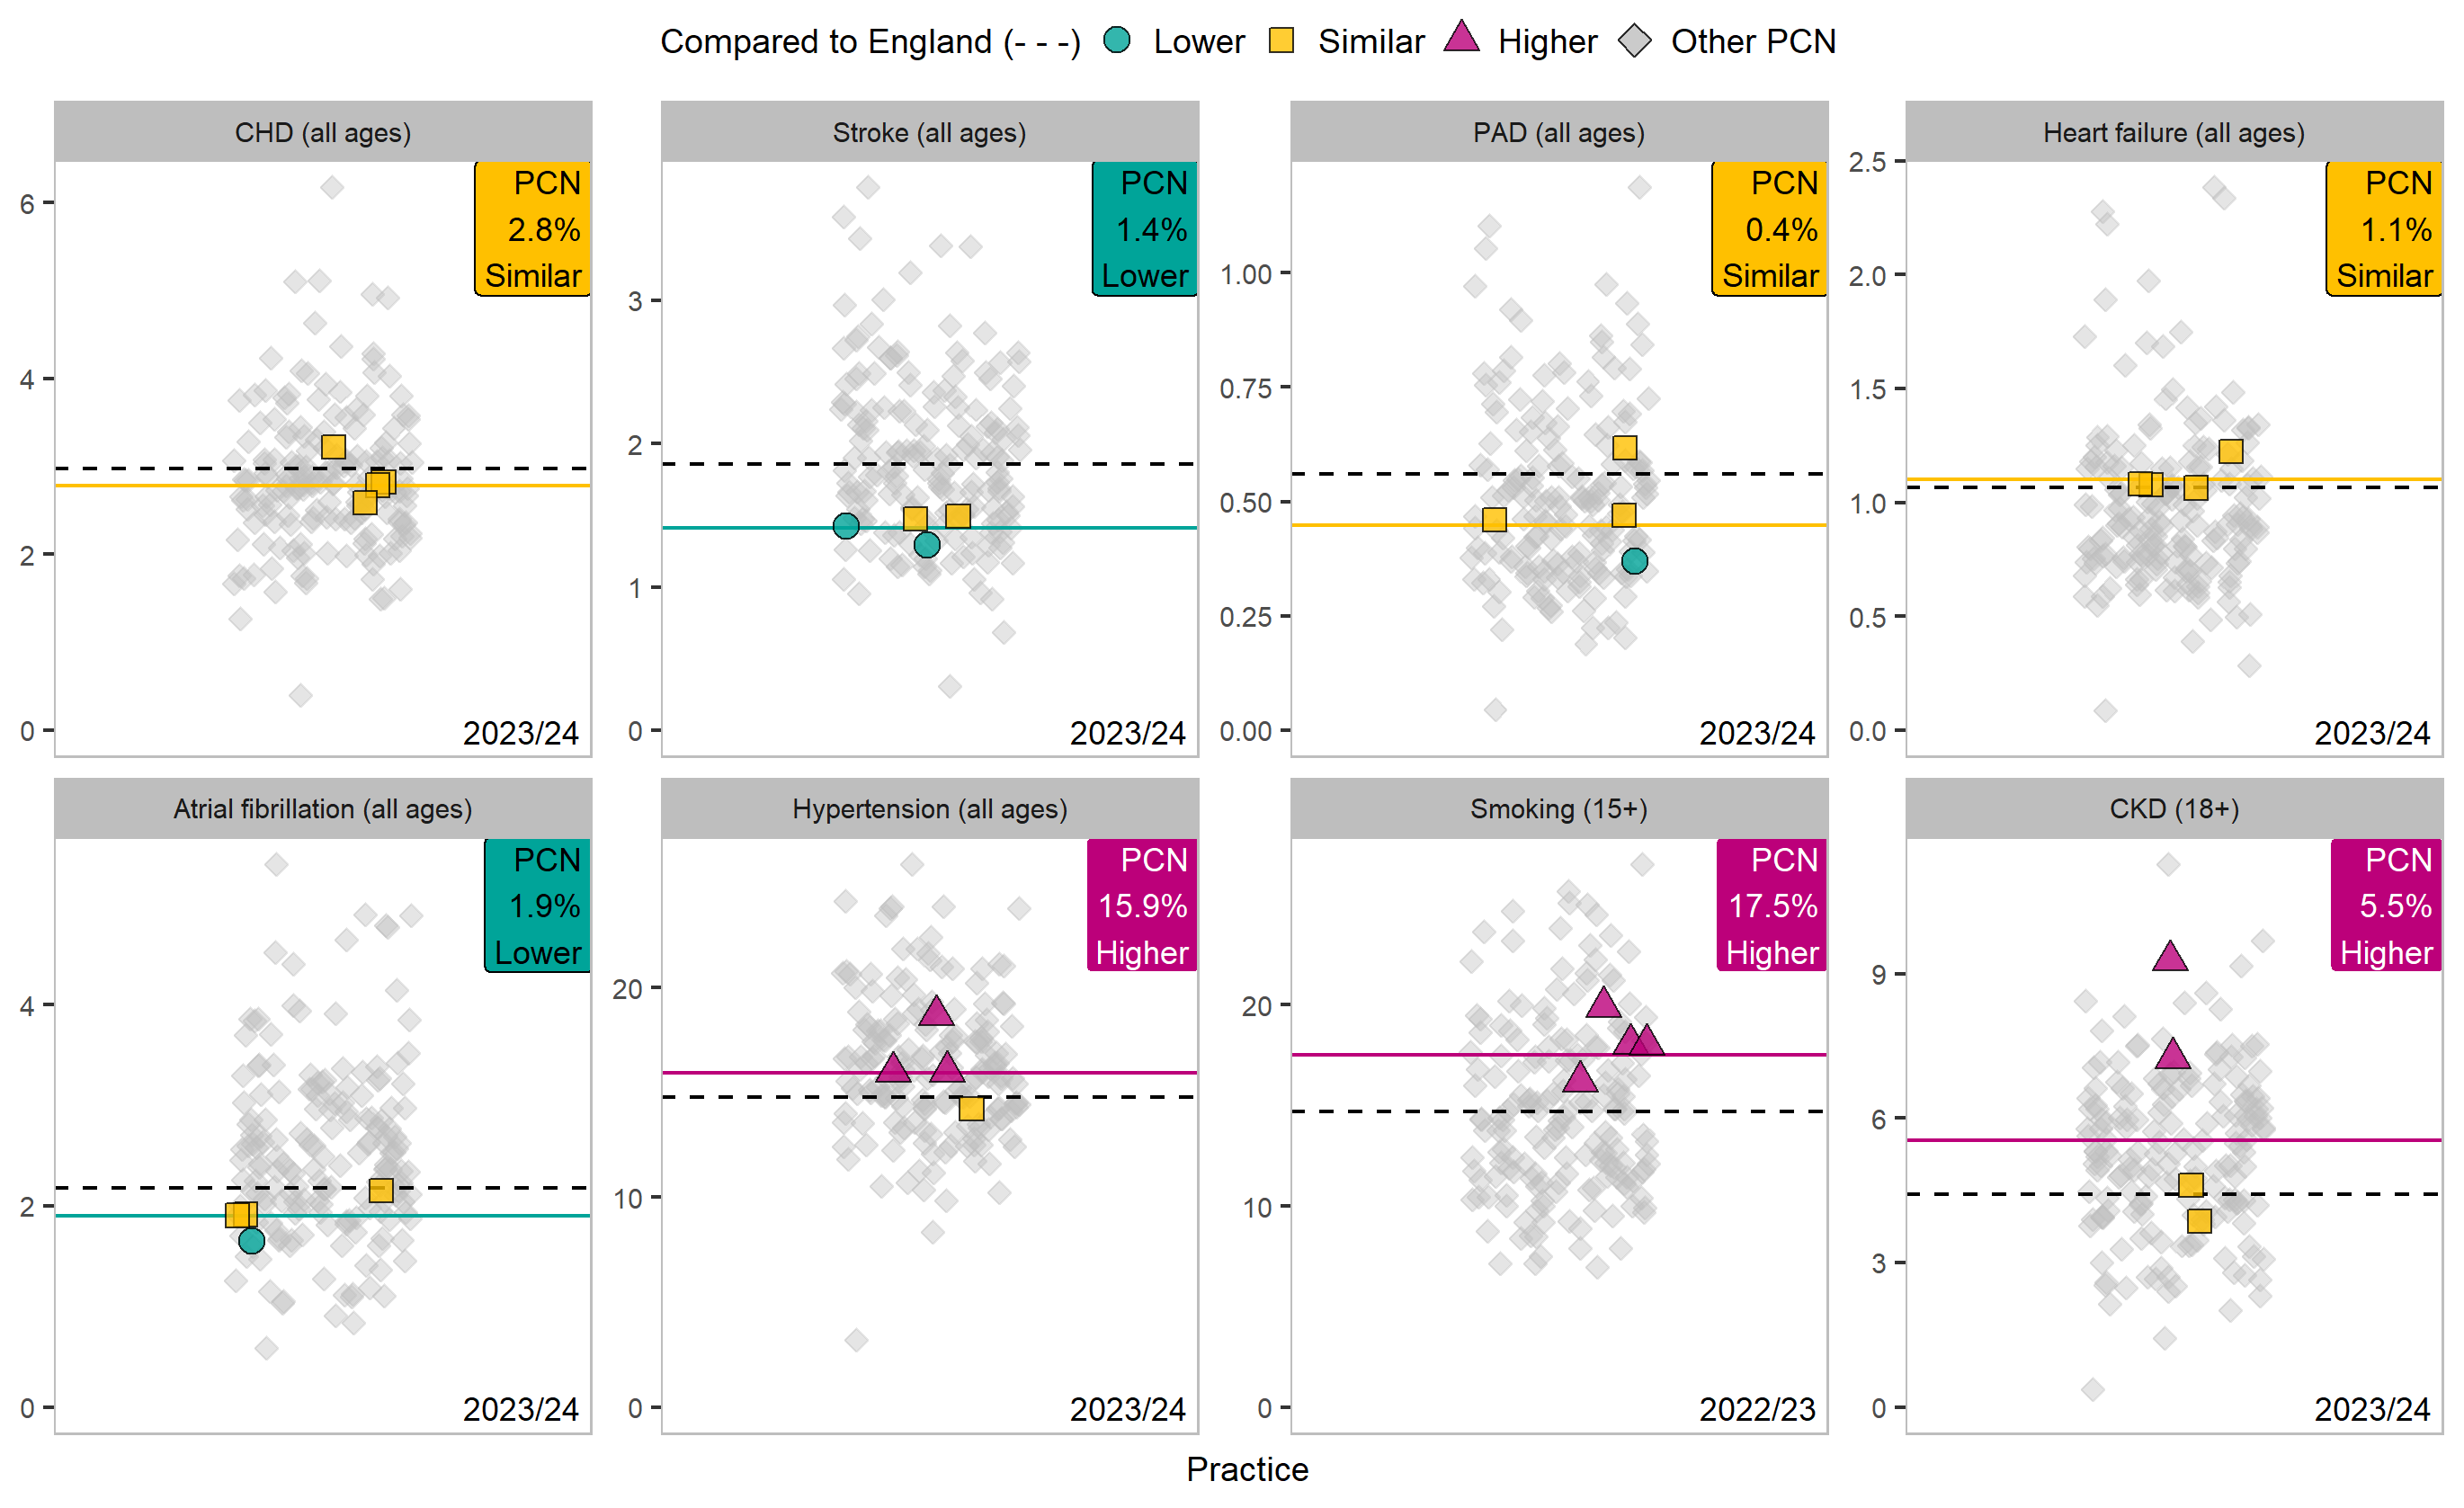 Compared to England (- - -) Lower Similar Higher Other PCN
CHD (all ages)
6
4
2
0
PCN
2.8%
Similar
2023/24
Stroke (all ages)
3
2
1
0
PCN
1.4%
Lower
2023/24
PAD (all ages)
1.00
0.75
0.50
0.25
0.00
PCN
0.4%
Similar
2023/24
Heart failure (all ages)
2.5
2.0
1.5
1.0
0.5
0.0
PCN
1.1%
Similar
2023/24
Atrial fibrillation (all ages)
4
2
0
PCN
1.9%
Lower
2023/24
Hypertension (all ages)
20
10
0
PCN
15.9%
Higher
2023/24
Smoking (15+)
20
10
0
PCN
17.5%
Higher
2022/23
CKD (18+)
9
6
3
0
PCN
5.5%
Higher
2023/24
Practice